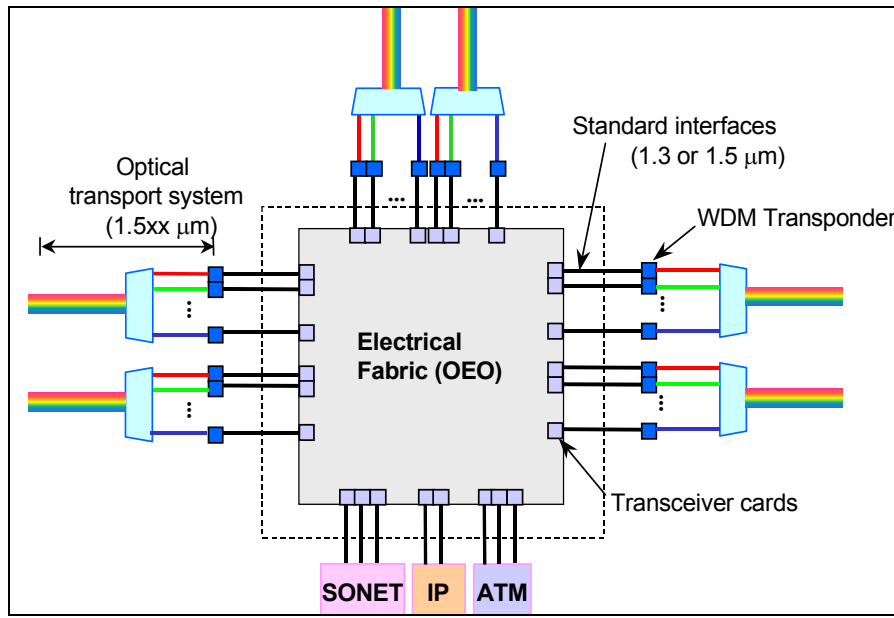 Standard interfaces
(1.3 or 1.5 μm)
Optical
transport system
(1.5xx μm)
WDM Transponder
...
...
...
...
...
...
Electrical
Fabric (OEO)
Transceiver cards
SONET
IP
ATM